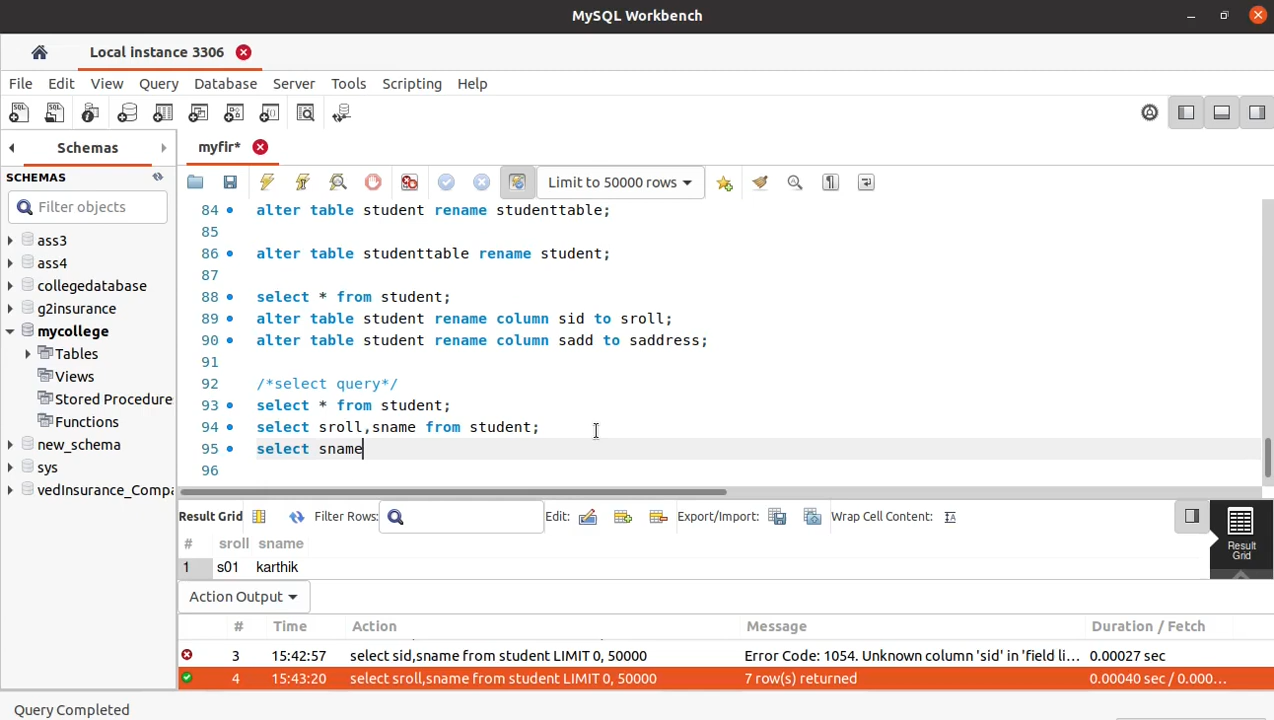 MySQL Workbench
Local instance 3306
File Edit View Query Database Server Tools Scripting Help
Schemas
myfir*
SCHEMAS
Filter objects
Limit to 50000 rows
ass3
ass4
collegedatabase
g2insurance
mycollege
Tables
Views
Stored Procedure
Functions
new_schema
sys
vedInsurance_Compa
84 alter table student rename studenttable;
85
86 alter table studenttable rename student;
87
88 select * from student;
89 alter table student rename column sid to sroll;
90 alter table student rename column sadd to saddress;
91
92 /*select query*/
93 select * from student;
94 select sroll,sname from student;
95 select sname
96
Result Grid Filter Rows: Edit: Export/Import: Wrap Cell Content:
# sroll sname
1 s01 karthik
Result
Grid
Action Output
# Time Action Message Duration / Fetch
3 15:42:57 select sid,sname from student LIMIT 0, 50000 Error Code: 1054. Unknown column 'sid' in 'field li... 0.00027 sec
4 15:43:20 select sroll,sname from student LIMIT 0, 50000 7 row(s) returned 0.00040 sec / 0.000...
Query Completed